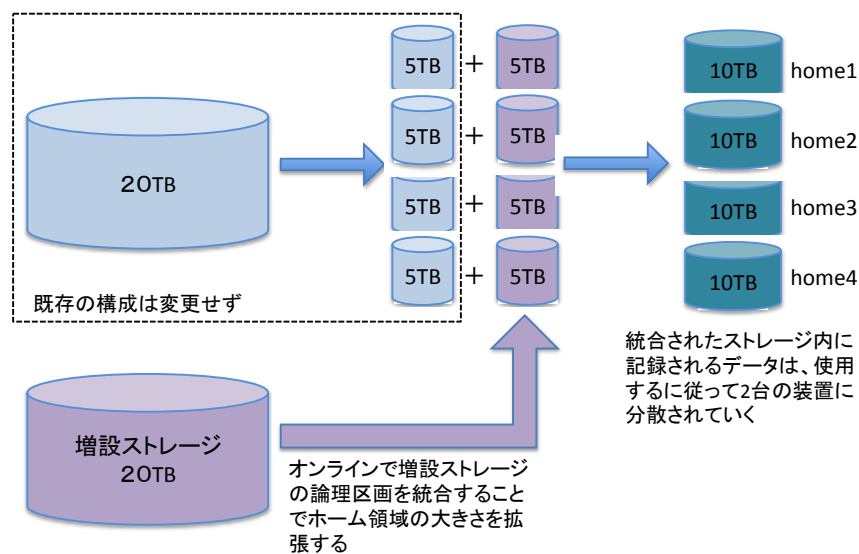 5TB + 5TB 10TB home1
20TB
5TB + 5TB 10TB home2
5TB + 5TB 10TB home3
5TB + 5TB 10TB home4
既存の構成は変更せず
統合されたストレージ内に
記録されるデータは、使用
するに従って2台の装置に
分散されていく
増設ストレージ
20TB
オンラインで増設ストレージ
の論理区画を統合すること
でホーム領域の大きさを拡
張する